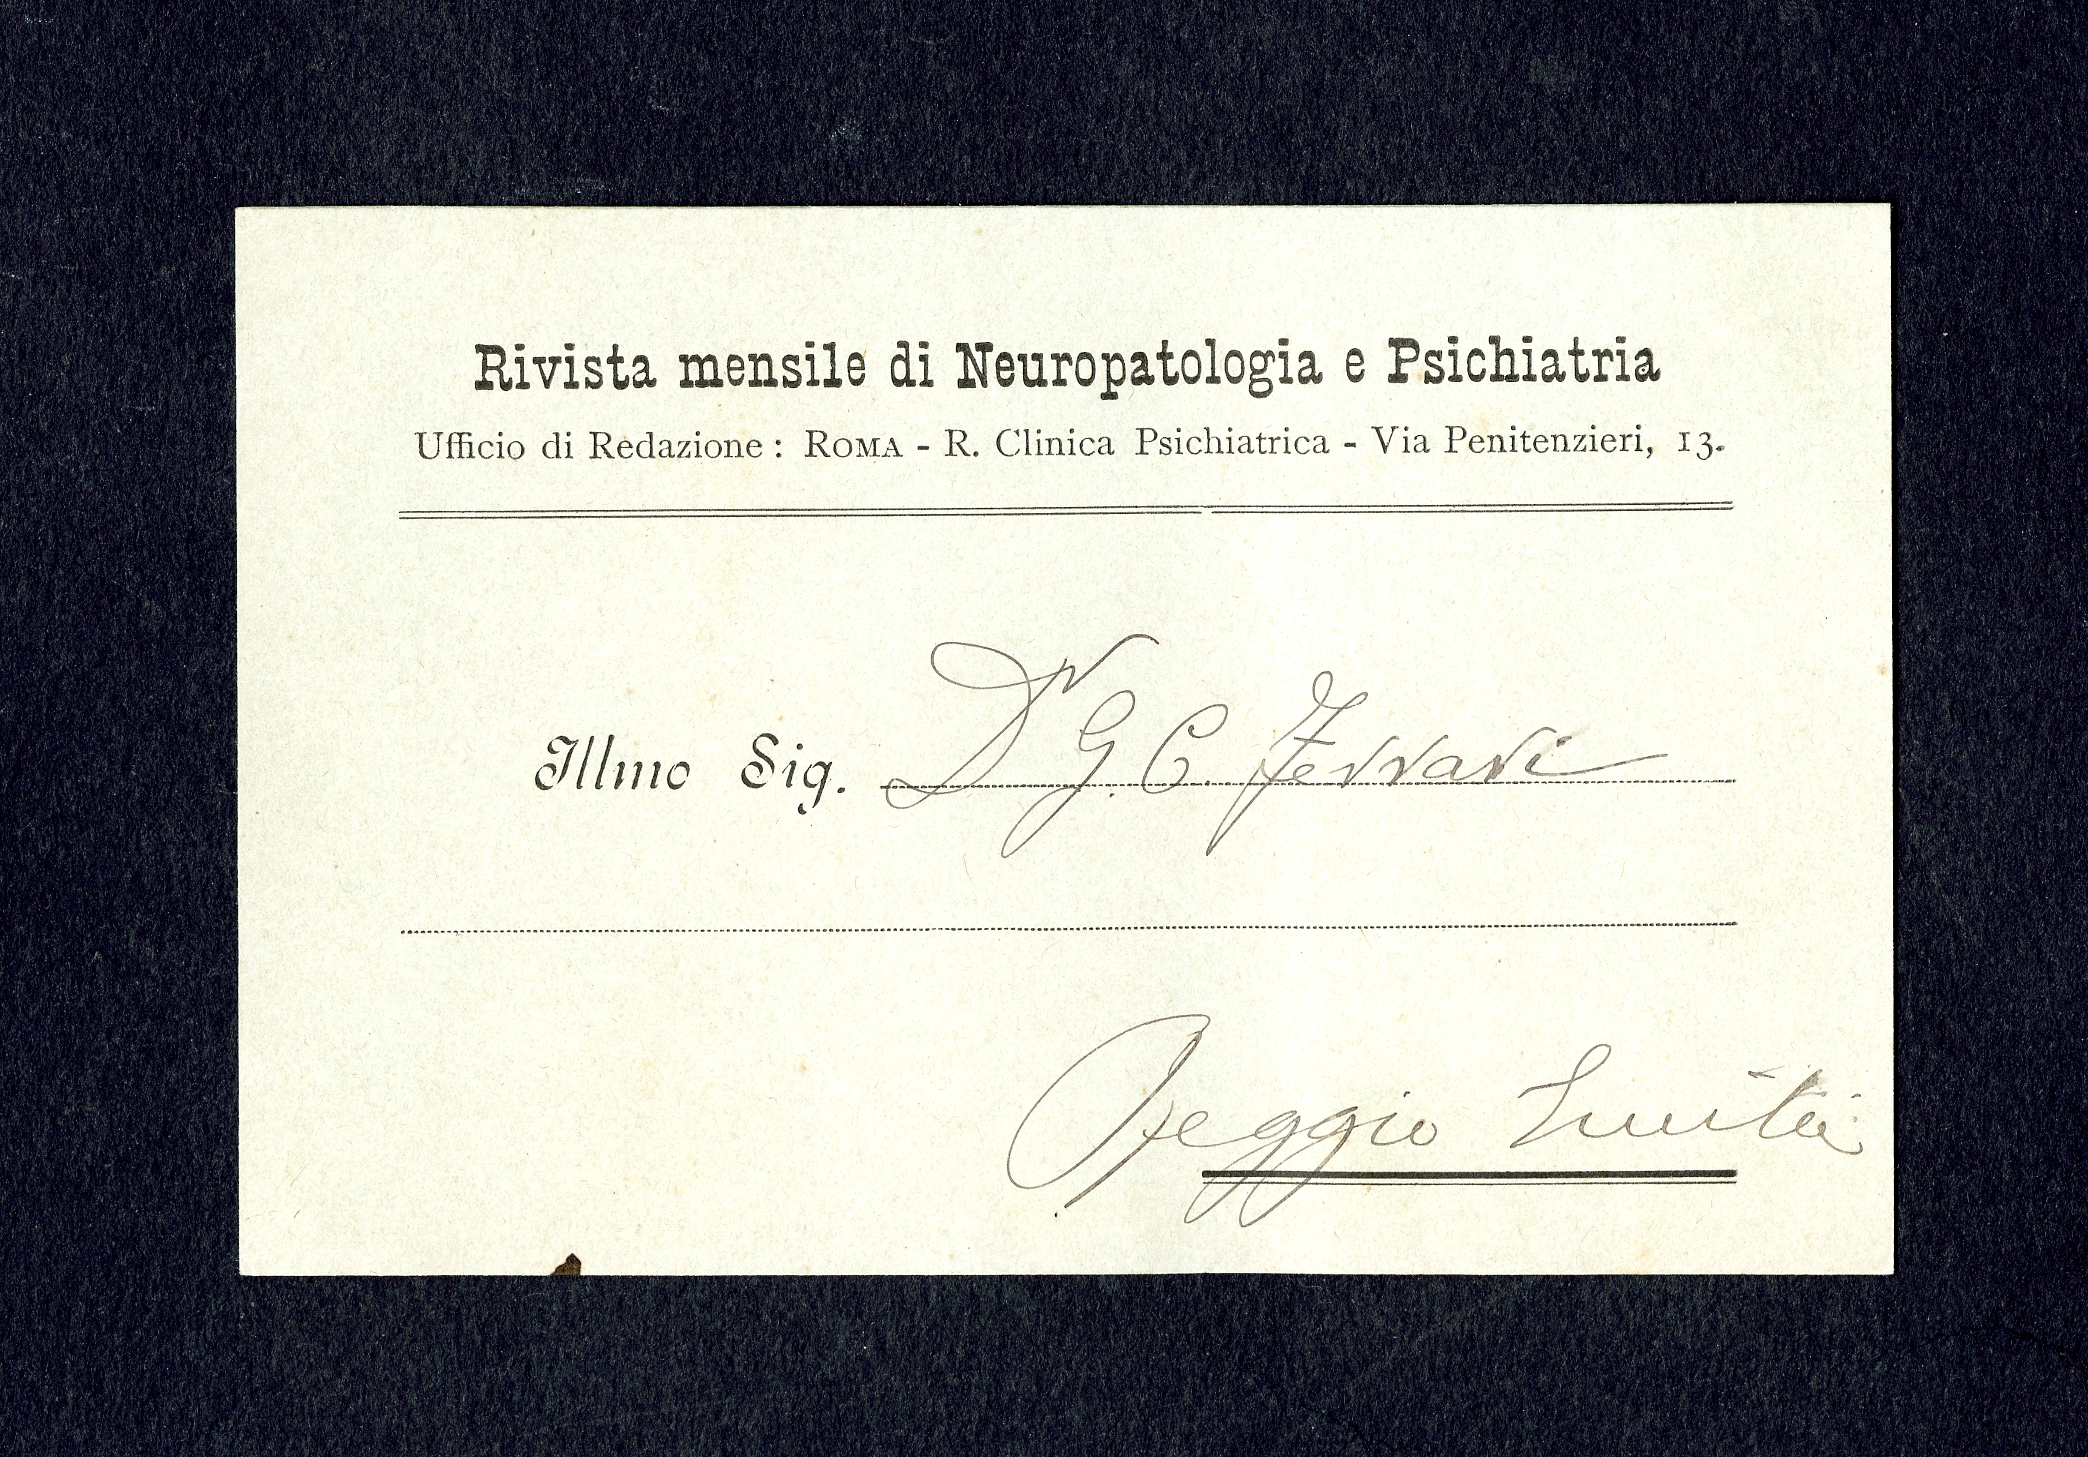 Rivista mensile di Neuropatologia e Psichiatria
Ufficio di Redazione: ROMA - R. Clinica Psichiatrica - Via Penitenzieri, 13.
Illmo Sig. Dr G. C. Ferrari
Reggio Emilia